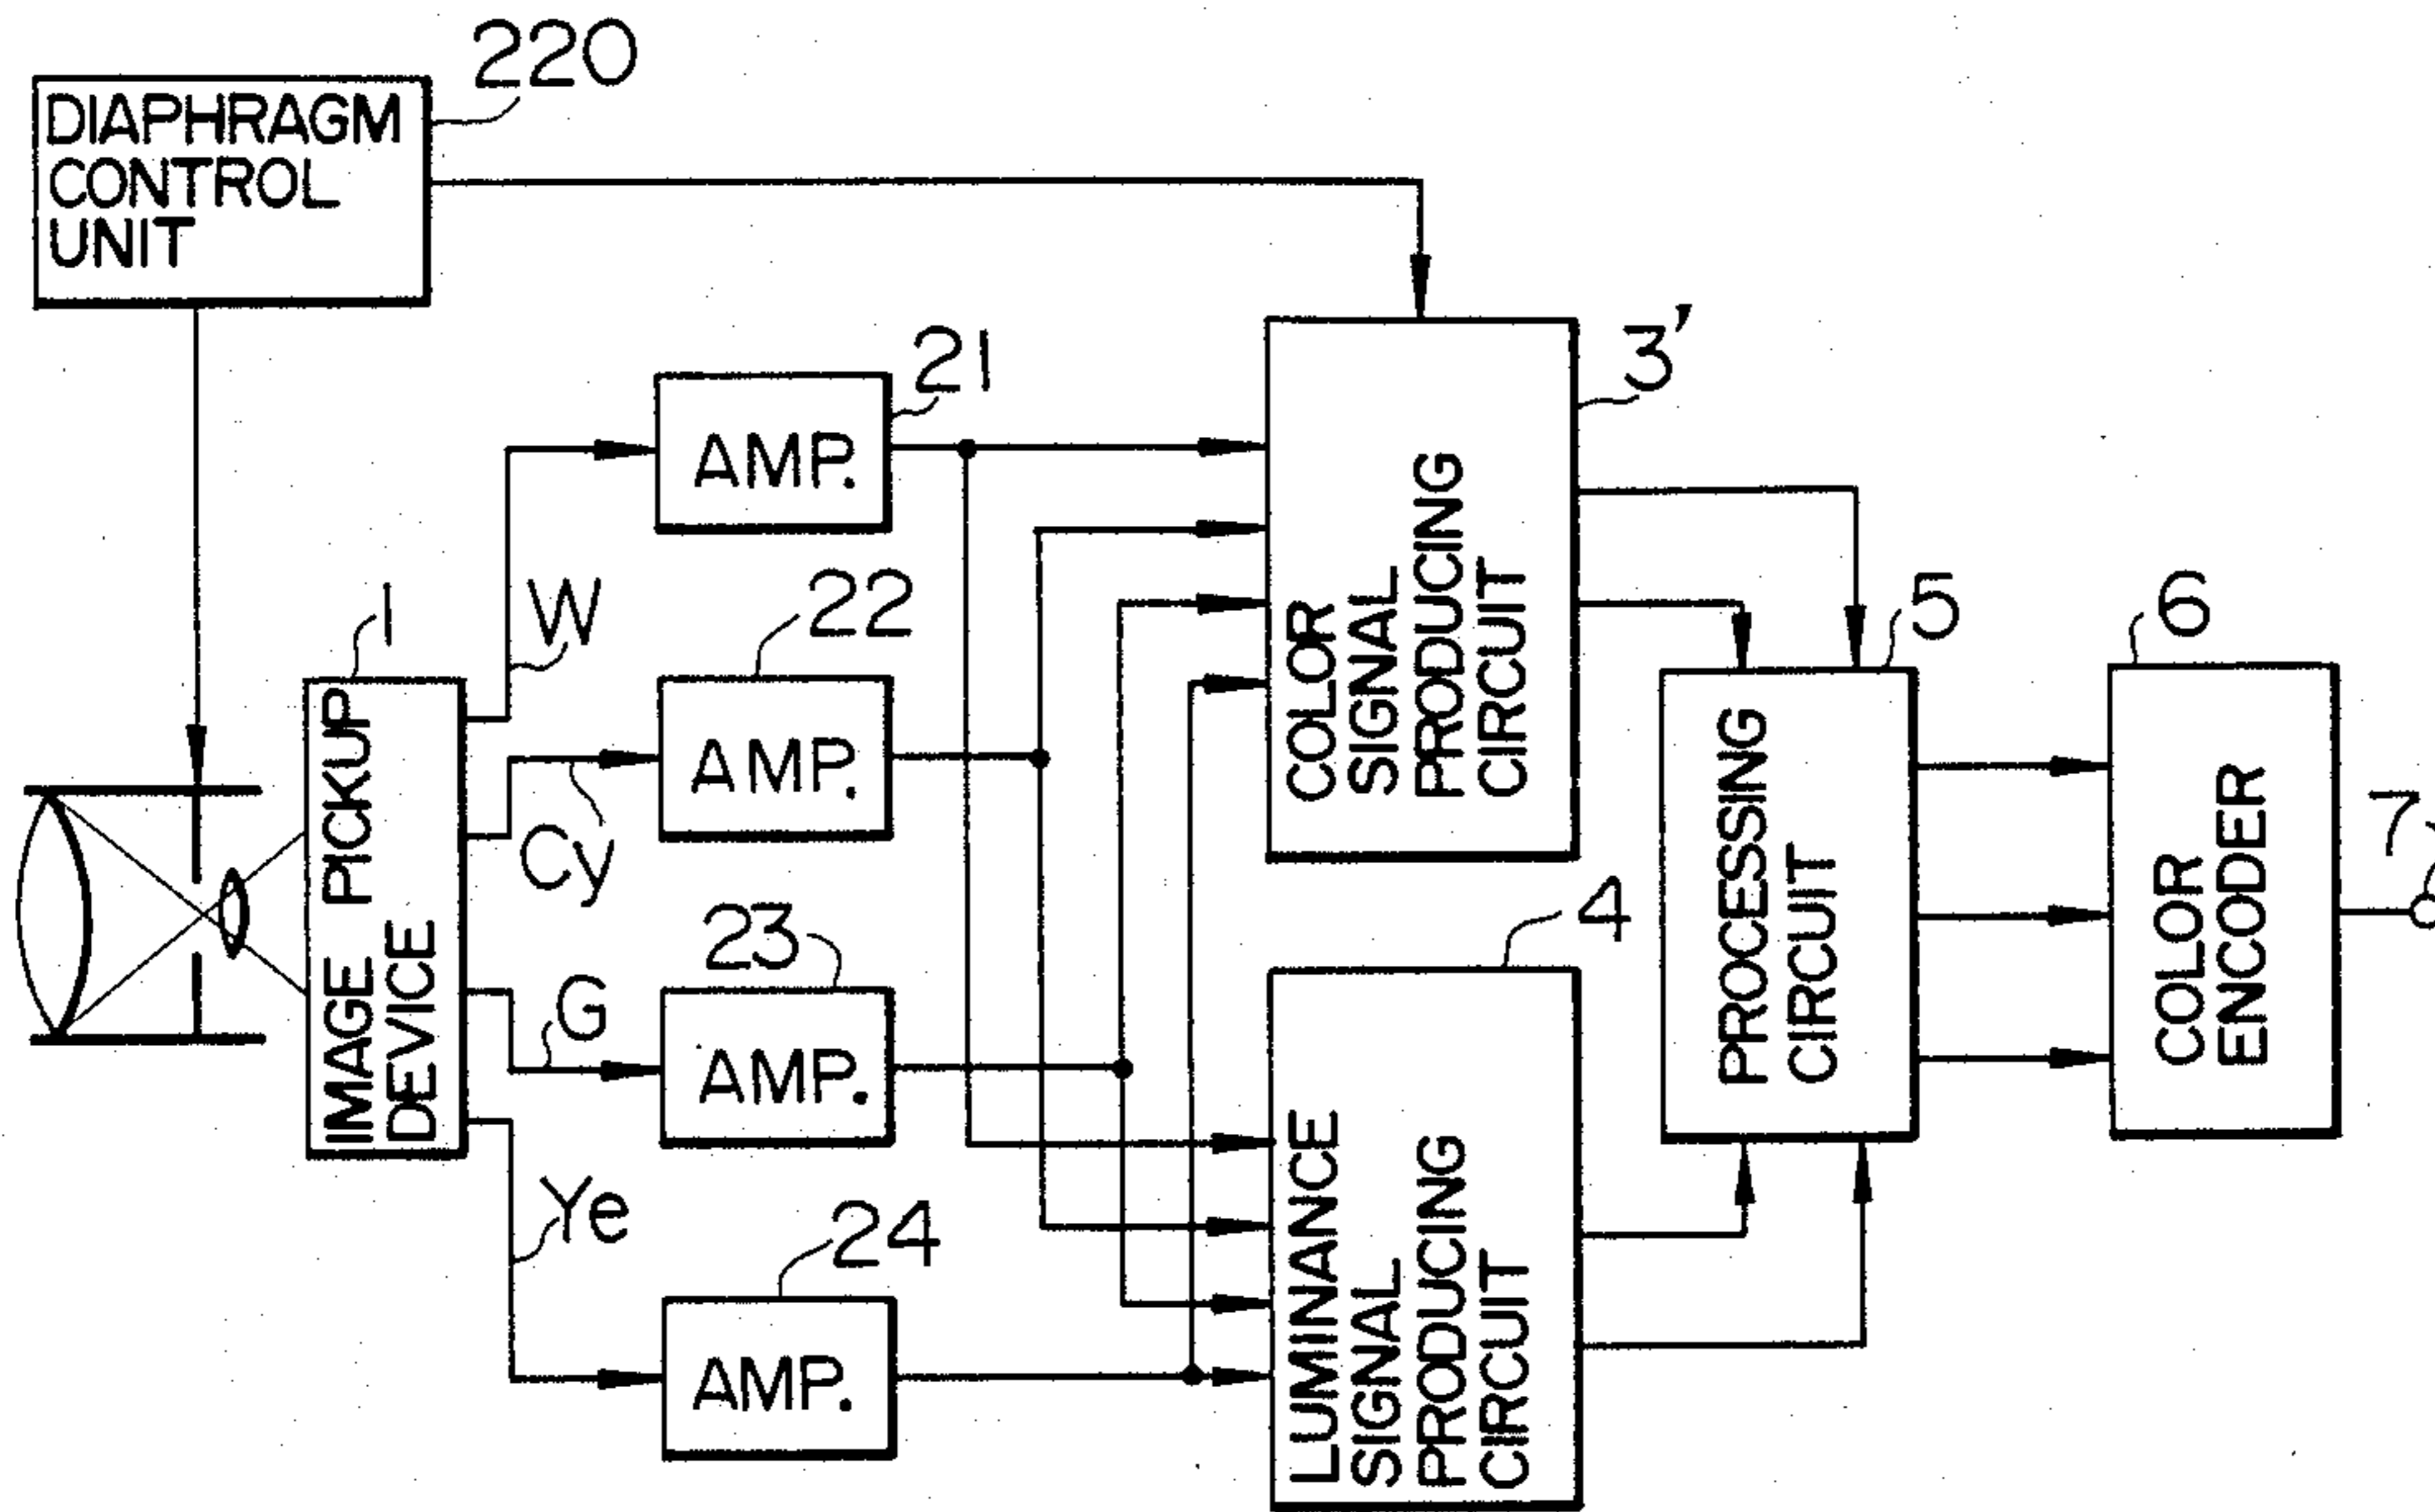 220
DIAPHRAGM
CONTROL
UNIT
21
AMP.
3'
COLOR
SIGNAL
PRODUCING
CIRCUIT
1
W
22
AMP.
5
6
IMAGE PICKUP
DEVICE
Cy
PROCESSING
CIRCUIT
COLOR
ENCODER
7
23
AMP.
G
4
LUMINANCE
SIGNAL
PRODUCING
CIRCUIT
Ye
24
AMP.